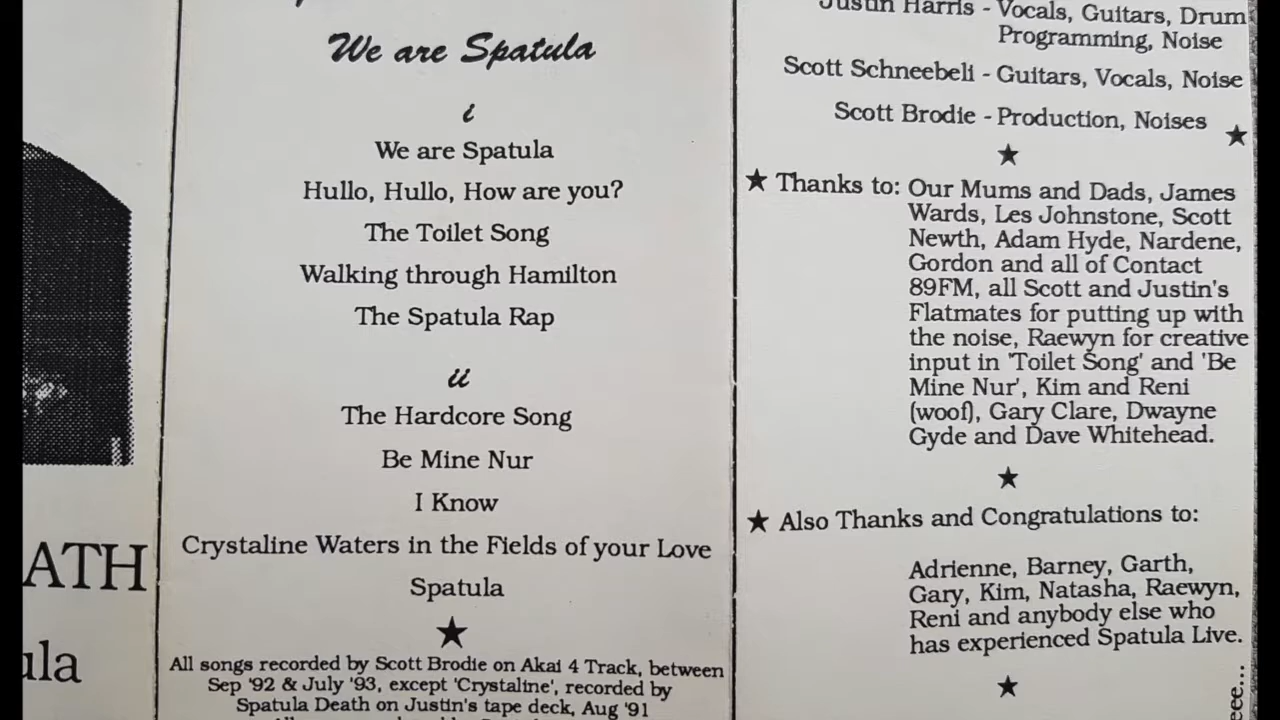 ATH
ula
We are Spatula
i
We are Spatula
Hullo, Hullo, How are you?
The Toilet Song
Walking through Hamilton
The Spatula Rap
ii
The Hardcore Song
Be Mine Nur
I Know
Crystaline Waters in the Fields of your Love
Spatula
All songs recorded by Scott Brodie on Akai 4 Track, between
Sep '92 & July '93, except 'Crystaline', recorded by
Spatula Death on Justin's tape deck, Aug '91
Justin Harris - Vocals, Guitars, Drum
Programming, Noise
Scott Schneebeli - Guitars, Vocals, Noise
Scott Brodie - Production, Noises
Thanks to: Our Mums and Dads, James
Wards, Les Johnstone, Scott
Newth, Adam Hyde, Nardene,
Gordon and all of Contact
89FM, all Scott and Justin's
Flatmates for putting up with
the noise, Raewyn for creative
input in 'Toilet Song' and 'Be
Mine Nur', Kim and Reni
(woof), Gary Clare, Dwayne
Gyde and Dave Whitehead.
Also Thanks and Congratulations to:
Adrienne, Barney, Garth,
Gary, Kim, Natasha, Raewyn,
Reni and anybody else who
has experienced Spatula Live.
eee...